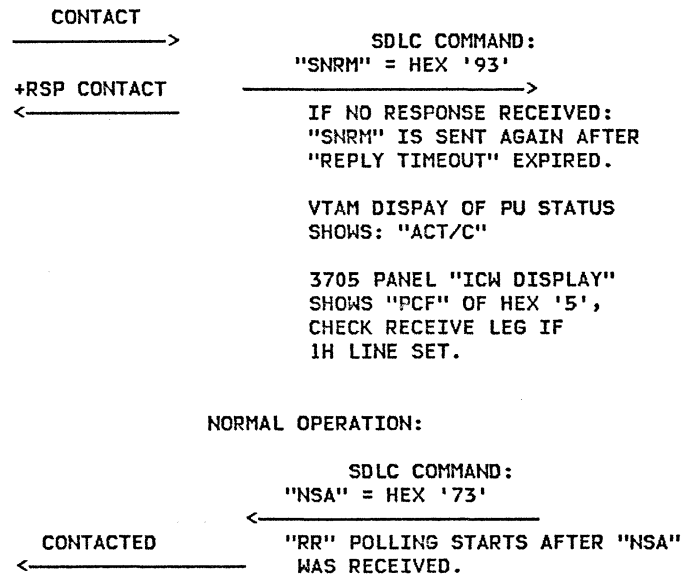 CONTACT
SDLC COMMAND:
"SNRM" = HEX '93'
+RSP CONTACT
IF NO RESPONSE RECEIVED:
"SNRM" IS SENT AGAIN AFTER
"REPLY TIMEOUT" EXPIRED.
VTAM DISPAY OF PU STATUS
SHOWS: "ACT/C"
3705 PANEL "ICW DISPLAY"
SHOWS "PCF" OF HEX '5',
CHECK RECEIVE LEG IF
1H LINE SET.
NORMAL OPERATION:
SDLC COMMAND:
"NSA" = HEX '73'
CONTACTED
"RR" POLLING STARTS AFTER "NSA"
WAS RECEIVED.